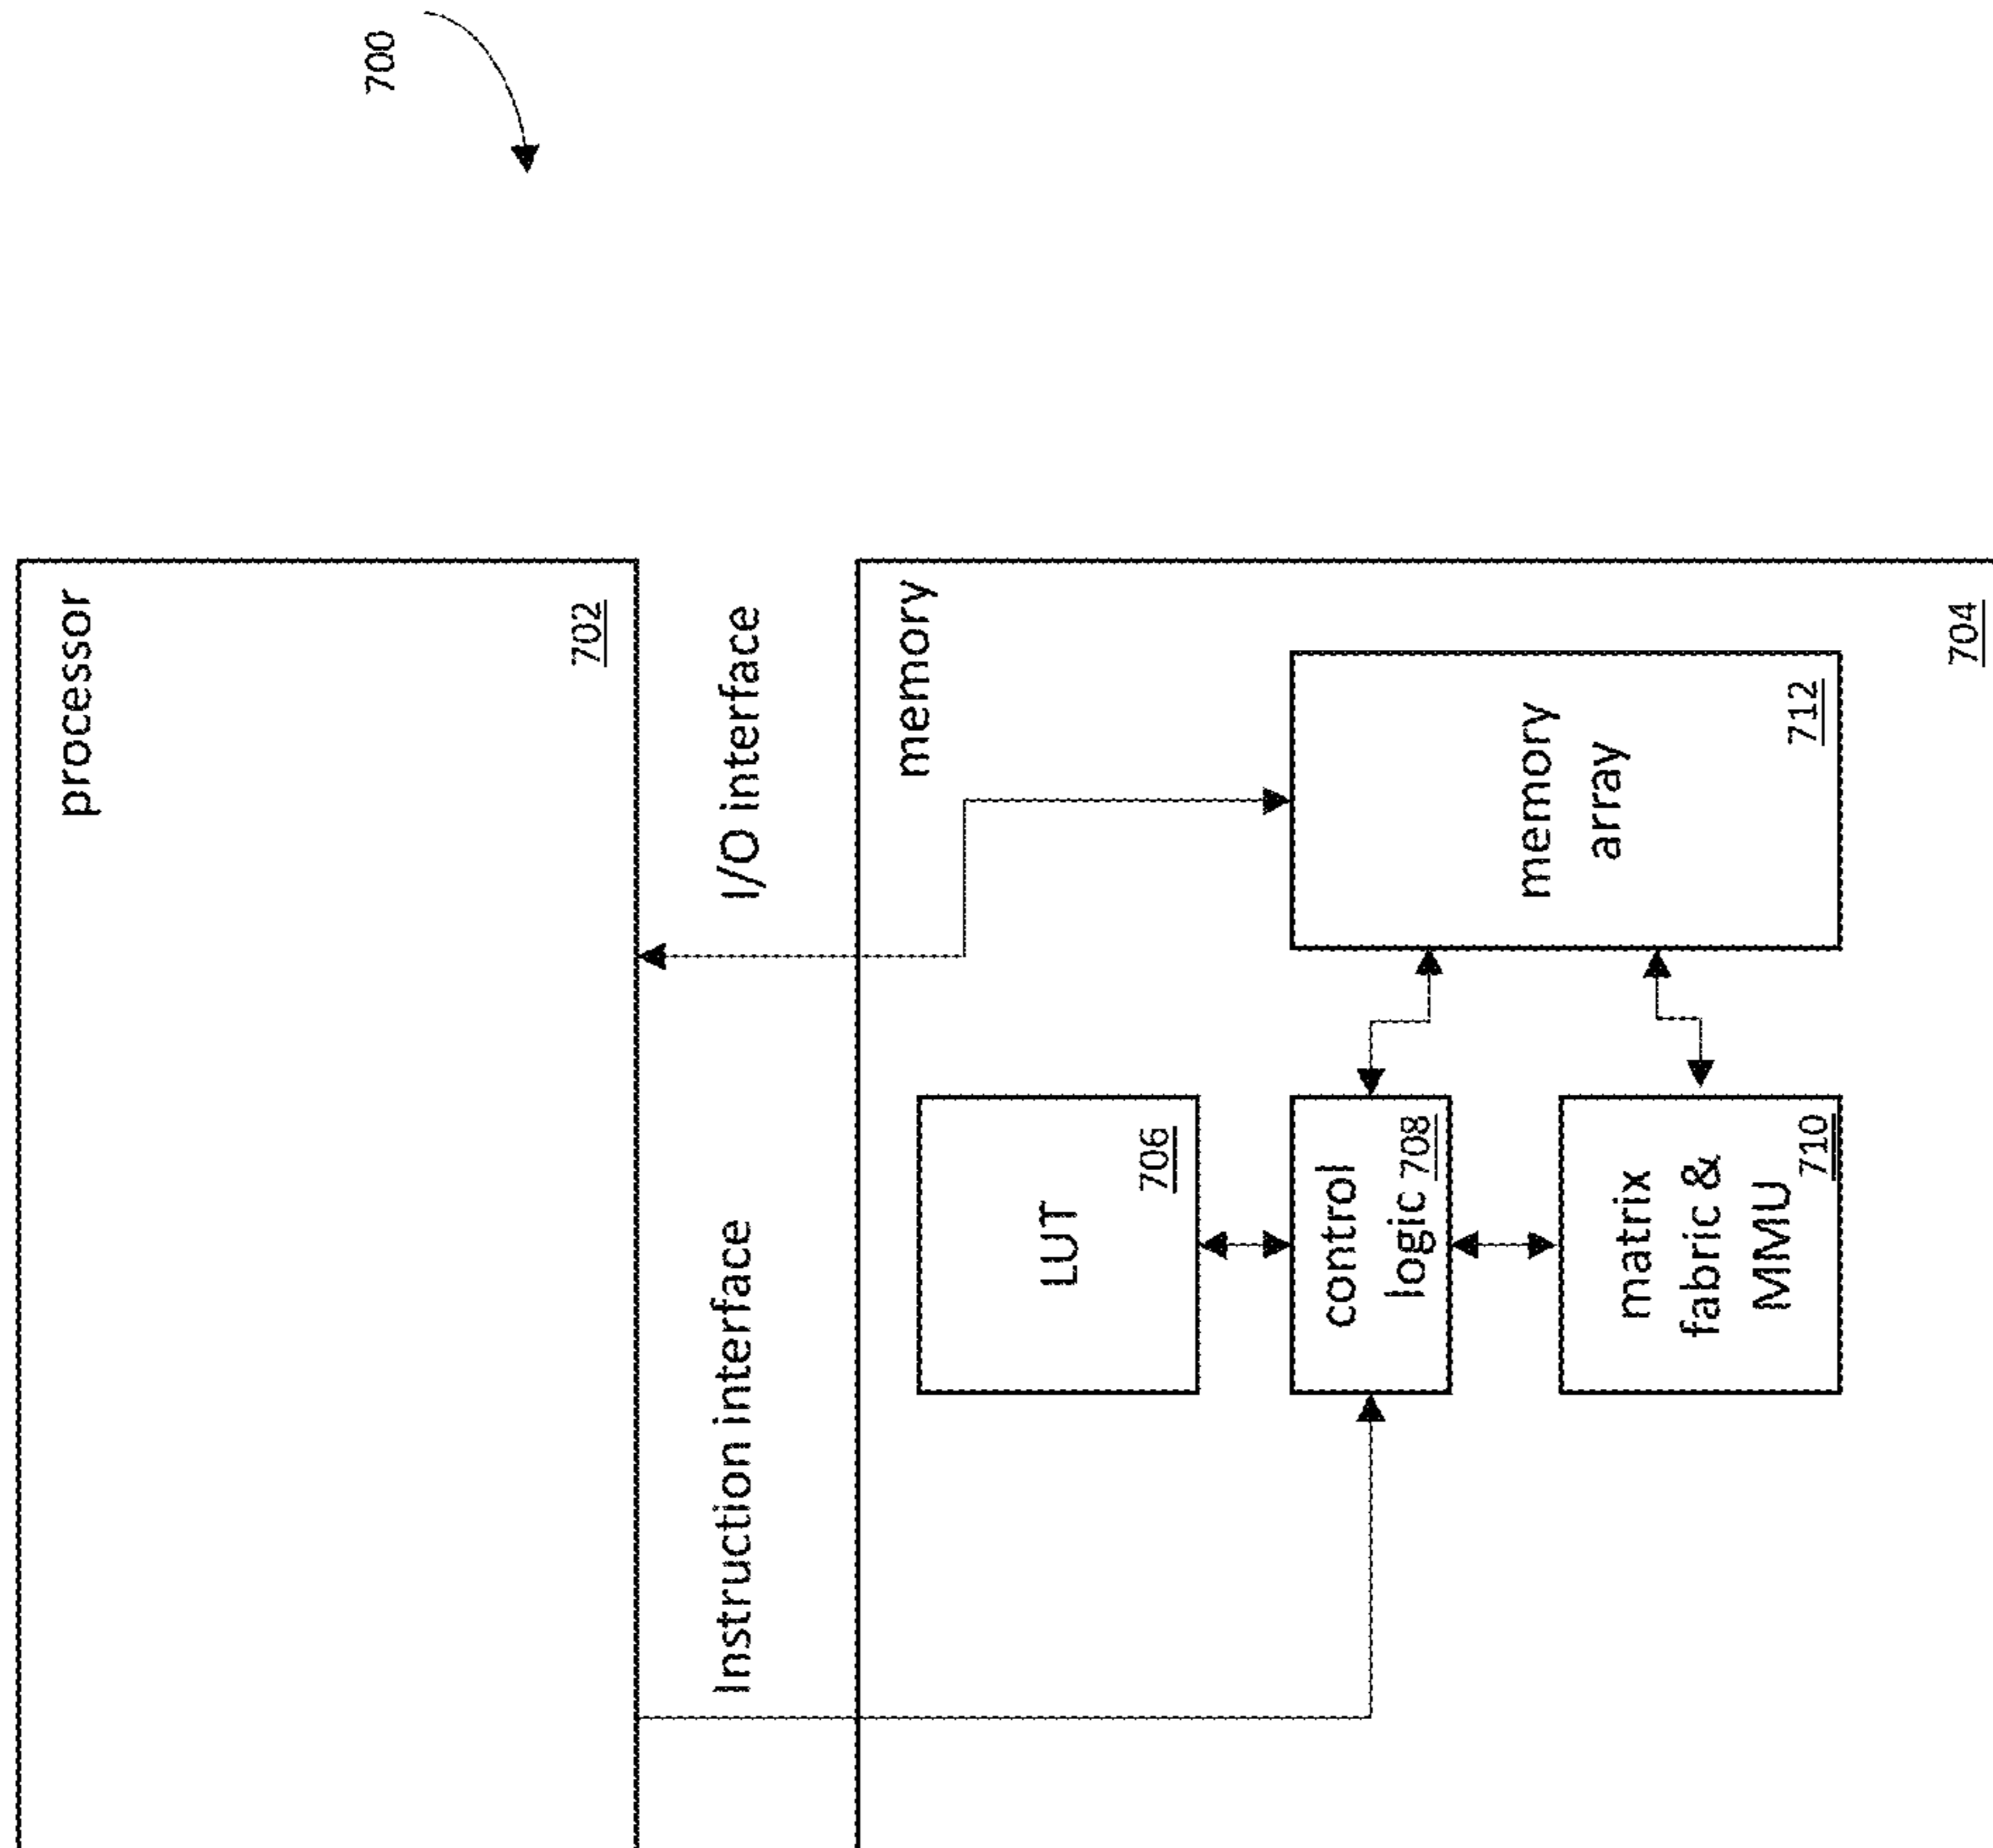 700
processor
702
Instruction interface
I/O interface
memory
LUT
706
control
logic 708
matrix
fabric &
MMU
710
memory
array
712
704